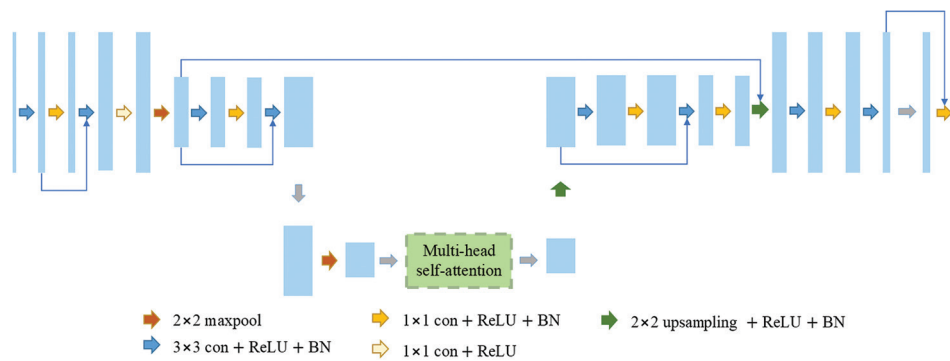 Multi-head
self-attention
2×2 maxpool
1×1 con + ReLU + BN
2×2 upsampling + ReLU + BN
3×3 con + ReLU + BN
1×1 con + ReLU